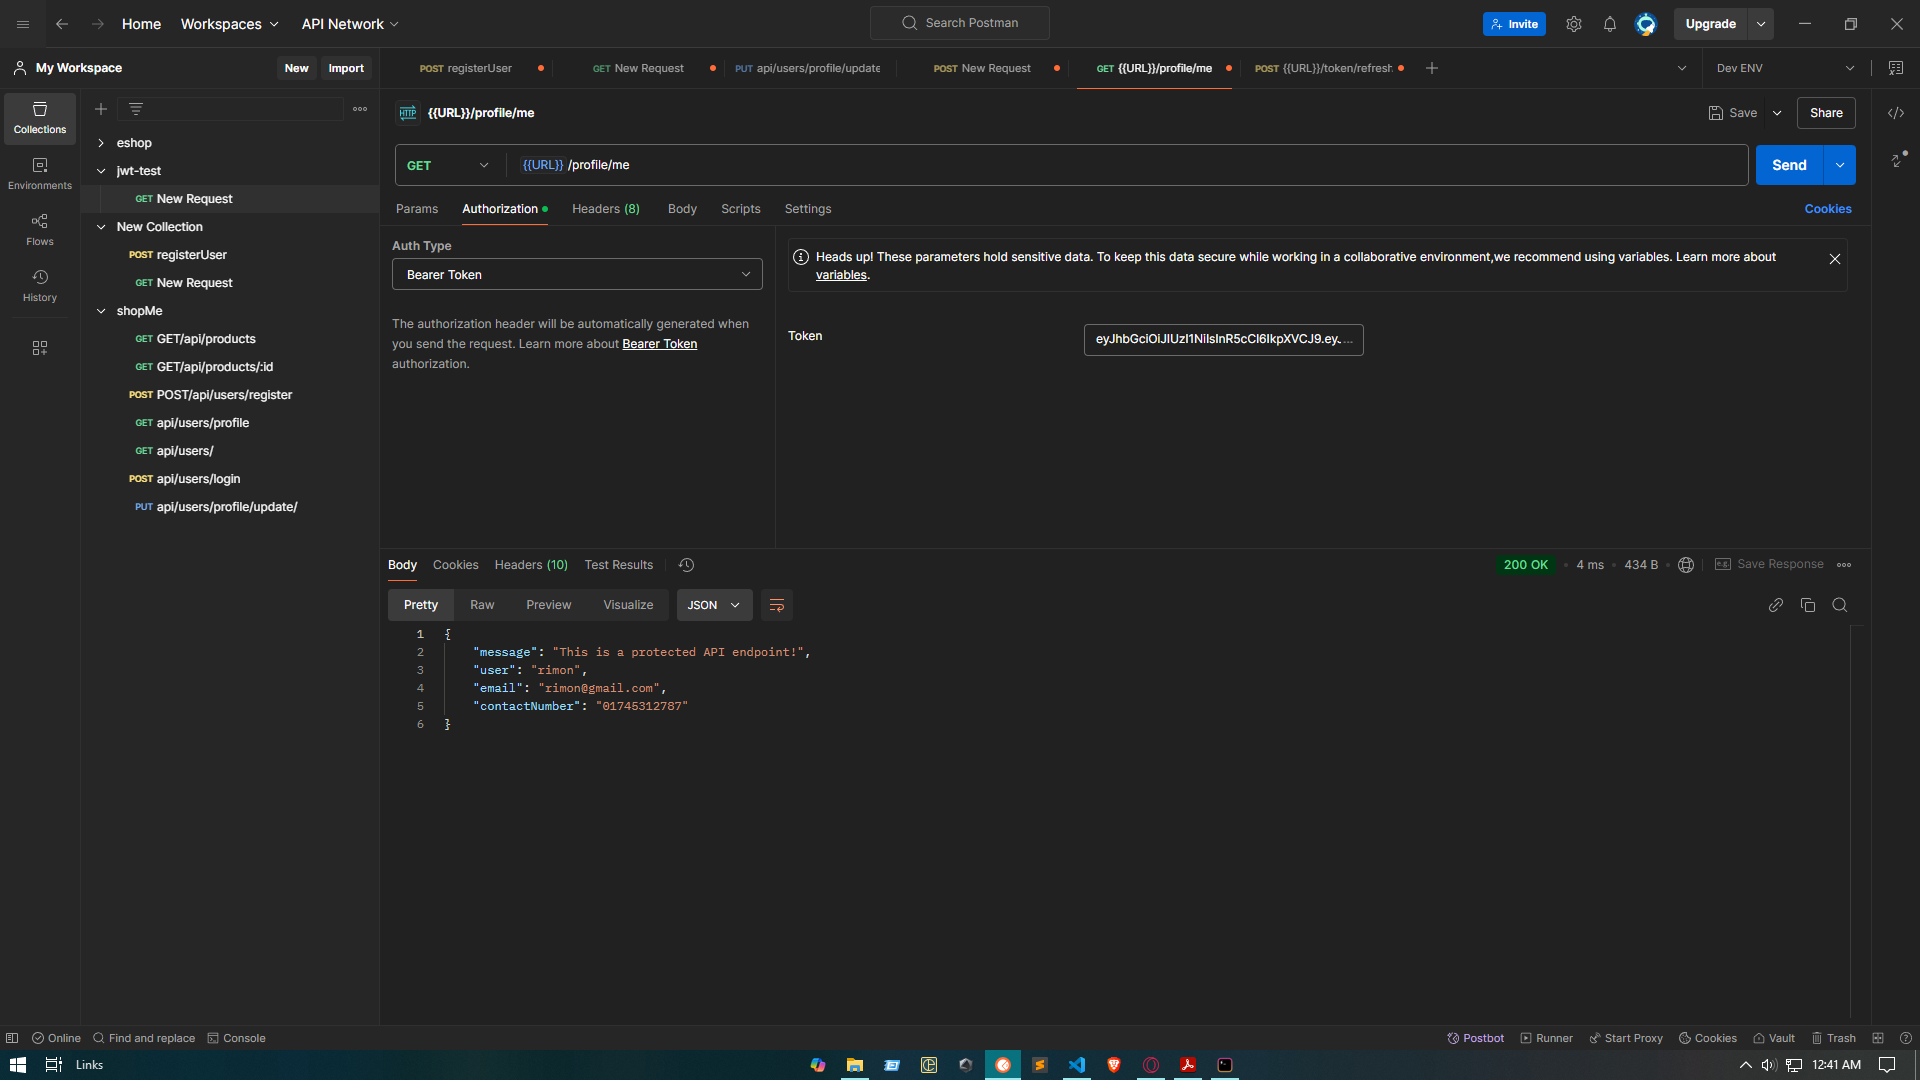 Home
Workspaces
API Network
Search Postman
Invite
Upgrade
My Workspace
New
Import
POST registerUser
GET New Request
PUT api/users/profile/update
POST New Request
GET {{URL}}/profile/me
POST {{URL}}/token/refresh
Dev ENV
Collections
Environments
Flows
History
eshop
jwt-test
GET New Request
New Collection
POST registerUser
GET New Request
shopMe
GET GET/api/products
GET GET/api/products/:id
POST POST/api/users/register
GET api/users/profile
GET api/users/
POST api/users/login
PUT api/users/profile/update/
HTTP {{URL}}/profile/me
Save
Share
GET
{{URL}} /profile/me
Send
Params
Authorization
Headers (8)
Body
Scripts
Settings
Cookies
Auth Type
Bearer Token
The authorization header will be automatically generated when
you send the request. Learn more about Bearer Token
authorization.
Heads up! These parameters hold sensitive data. To keep this data secure while working in a collaborative environment,we recommend using variables. Learn more about
variables.
Token
Body
Cookies
Headers (10)
Test Results
200 OK
4 ms
434 B
e.g. Save Response
Pretty
Raw
Preview
Visualize
JSON
1 {
2 "message": "This is a protected API endpoint!",
3 "user": "rimon",
4 "email": "rimon@gmail.com",
5 "contactNumber": "01745312787"
6 }
Online
Find and replace
Console
Postbot
Runner
Start Proxy
Cookies
Vault
Trash
Links
12:41 AM